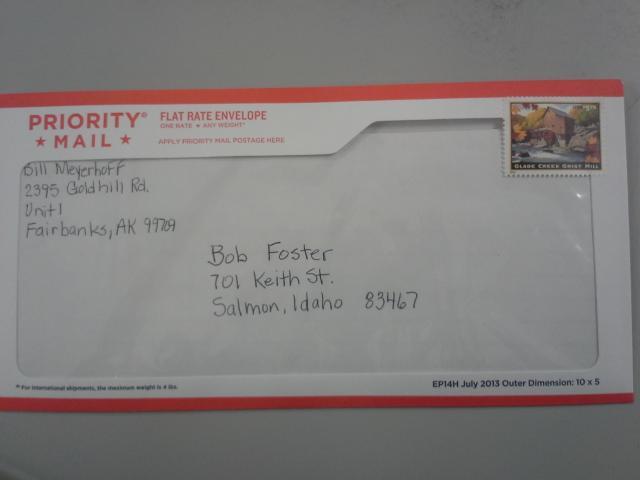 PRIORITY®
★ MAIL ★
FLAT RATE ENVELOPE
ONE RATE ★ ANY WEIGHT*
APPLY PRIORITY MAIL POSTAGE HERE
GLADE CREEK GRIST MILL
Bill Meyerhoff
2395 Goldhill Rd.
Unit 1
Fairbanks, AK 99709
Bob Foster
701 Keith St.
Salmon, Idaho 83467
* For international shipments, the maximum weight is 4 lbs.
EP14H July 2013 Outer Dimension: 10 x 5